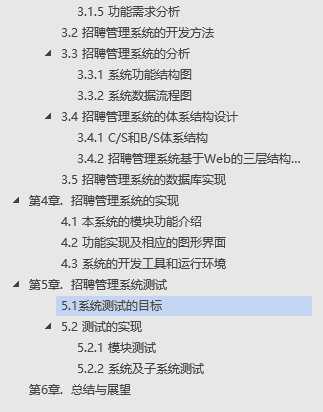 3.1.5 功能需求分析
3.2 招聘管理系统的开发方法
3.3 招聘管理系统的分析
3.3.1 系统功能结构图
3.3.2 系统数据流程图
3.4 招聘管理系统的体系结构设计
3.4.1 C/S和B/S体系结构
3.4.2 招聘管理系统基于Web的三层结构...
3.5 招聘管理系统的数据库实现
第4章. 招聘管理系统的实现
4.1 本系统的模块功能介绍
4.2 功能实现及相应的图形界面
4.3 系统的开发工具和运行环境
第5章. 招聘管理系统测试
5.1系统测试的目标
5.2 测试的实现
5.2.1 模块测试
5.2.2 系统及子系统测试
第6章. 总结与展望